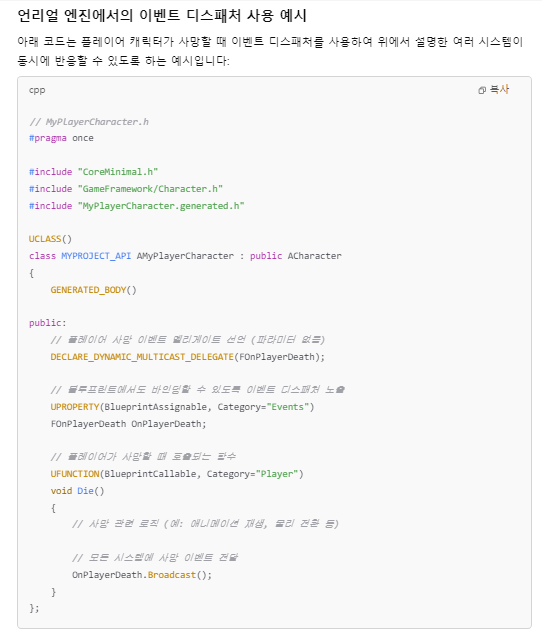 언리얼 엔진에서의 이벤트 디스패처 사용 예시
아래 코드는 플레이어 캐릭터가 사망할 때 이벤트 디스패처를 사용하여 위에서 설명한 여러 시스템이
동시에 반응할 수 있도록 하는 예시입니다:
cpp
복사
// MyPlayerCharacter.h
#pragma once
#include "CoreMinimal.h"
#include "GameFramework/Character.h"
#include "MyPlayerCharacter.generated.h"
UCLASS()
class MYPROJECT_API AMyPlayerCharacter : public ACharacter
{
GENERATED_BODY()
public:
// 플레이어 사망 이벤트 델리게이트 선언 (파라미터 없음)
DECLARE_DYNAMIC_MULTICAST_DELEGATE(FOnPlayerDeath);
// 블루프린트에서도 바인딩할 수 있도록 이벤트 디스패처 노출
UPROPERTY(BlueprintAssignable, Category="Events")
FOnPlayerDeath OnPlayerDeath;
// 플레이어가 사망할 때 호출되는 함수
UFUNCTION(BlueprintCallable, Category="Player")
void Die()
{
// 사망 관련 로직 (예: 애니메이션 재생, 물리 전환 등)
// 모든 시스템에 사망 이벤트 전달
OnPlayerDeath.Broadcast();
}
};